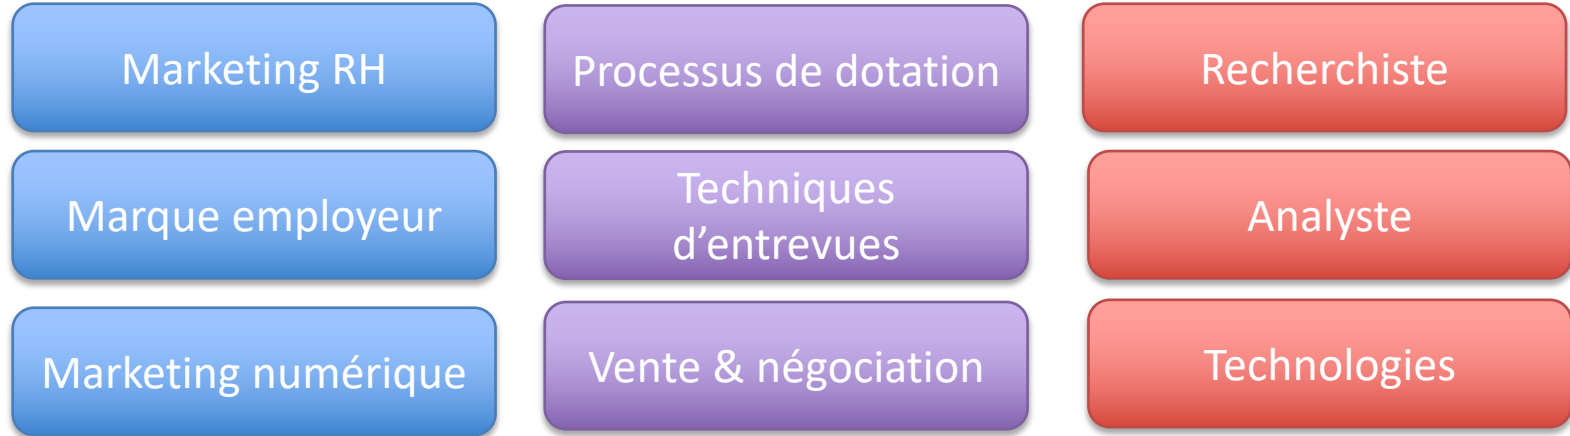 Marketing RH
Processus de dotation
Recherchiste
Marque employeur
Techniques
d’entrevues
Analyste
Marketing numérique
Vente & négociation
Technologies